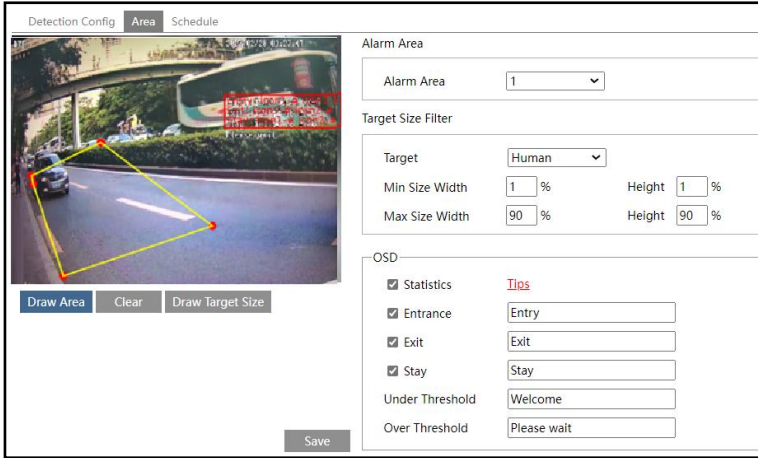 Detection Config Area Schedule
Alarm Area
Alarm Area 1
Target Size Filter
Target Human
Min Size Width 1 % Height 1 %
Max Size Width 90 % Height 90 %
OSD
Statistics Tips
Entrance Entry
Exit Exit
Stay Stay
Under Threshold Welcome
Over Threshold Please wait
Draw Area Clear Draw Target Size
Save